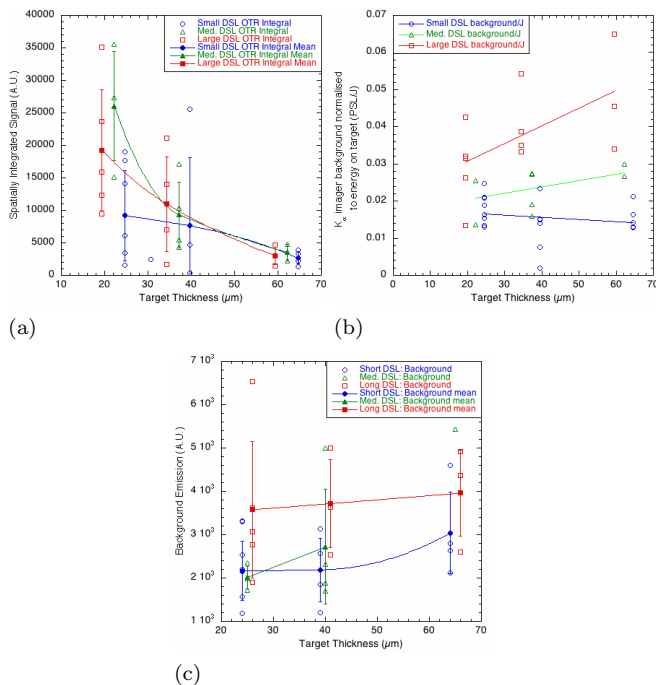 40000
35000
30000
25000
20000
15000
10000
5000
0
Spatially Integrated Signal (A.U.)
Small DSL OTR Integral
Med. DSL OTR Integral
Large DSL OTR Integral
Small DSL OTR Integral Mean
Med. DSL OTR Integral Mean
Large DSL OTR Integral Mean
10 20 30 40 50 60 70
Target Thickness (µm)
(a)
0.07
0.06
0.05
0.04
0.03
0.02
0.01
0
Kα imager background normalised
to energy on target (PSL/J)
Small DSL background/J
Med. DSL background/J
Large DSL background/J
0 10 20 30 40 50 60 70
Target Thickness (µm)
(b)
7 10³
6 10³
5 10³
4 10³
3 10³
2 10³
1 10³
Background Emission (A.U.)
Short DSL: Background
Med. DSL: Background
Long DSL: Background
Short DSL: Background mean
Med. DSL: Background mean
Long DSL: Background mean
20 30 40 50 60 70
Target Thickness (µm)
(c)